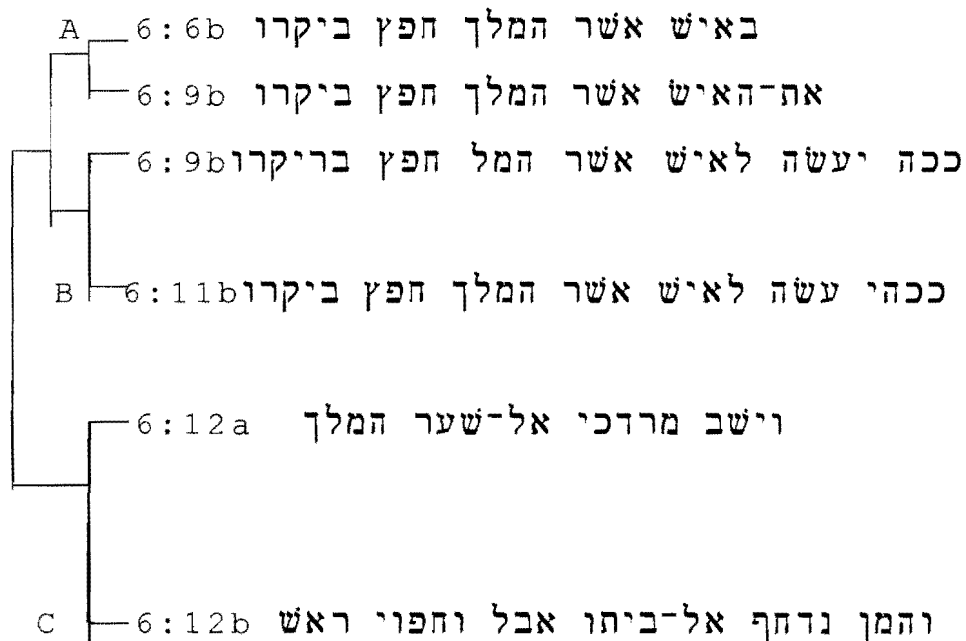 A 6:6b באיש אשר המלך חפץ ביקרו
6:9b את־האיש אשר המלך חפץ ביקרו
6:9b ככה יעשׂה לאיש אשר המל חפץ בריקרו
B 6:11b ככהי עשׂה לאיש אשר המלך חפץ ביקרו
6:12a וישב מרדכי אל־שער המלך
C 6:12b והמן נדחף אל־ביתו אבל וחפוי ראש